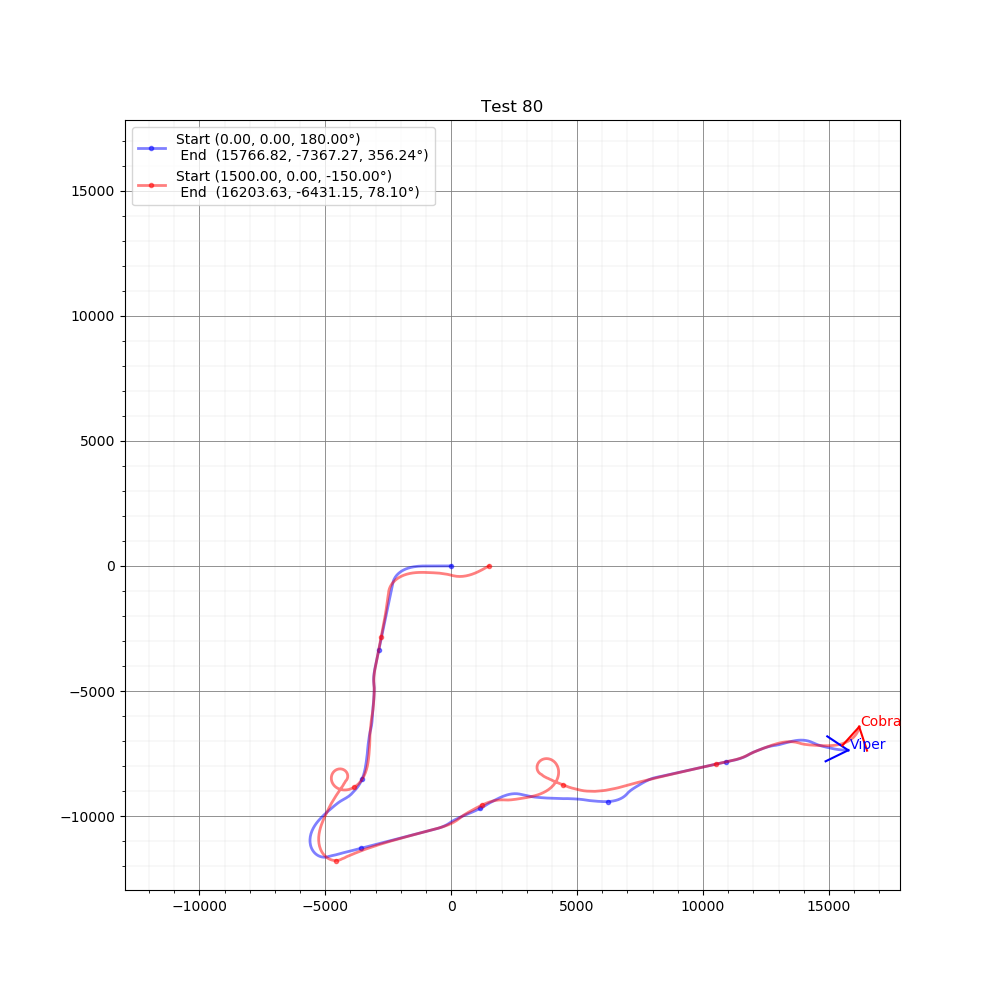 Test 80
Start (0.00, 0.00, 180.00°)
End (15766.82, -7367.27, 356.24°)
Start (1500.00, 0.00, -150.00°)
End (16203.63, -6431.15, 78.10°)
15000
10000
5000
0
−5000
−10000
Cobra
Viper
−10000
−5000
0
5000
10000
15000